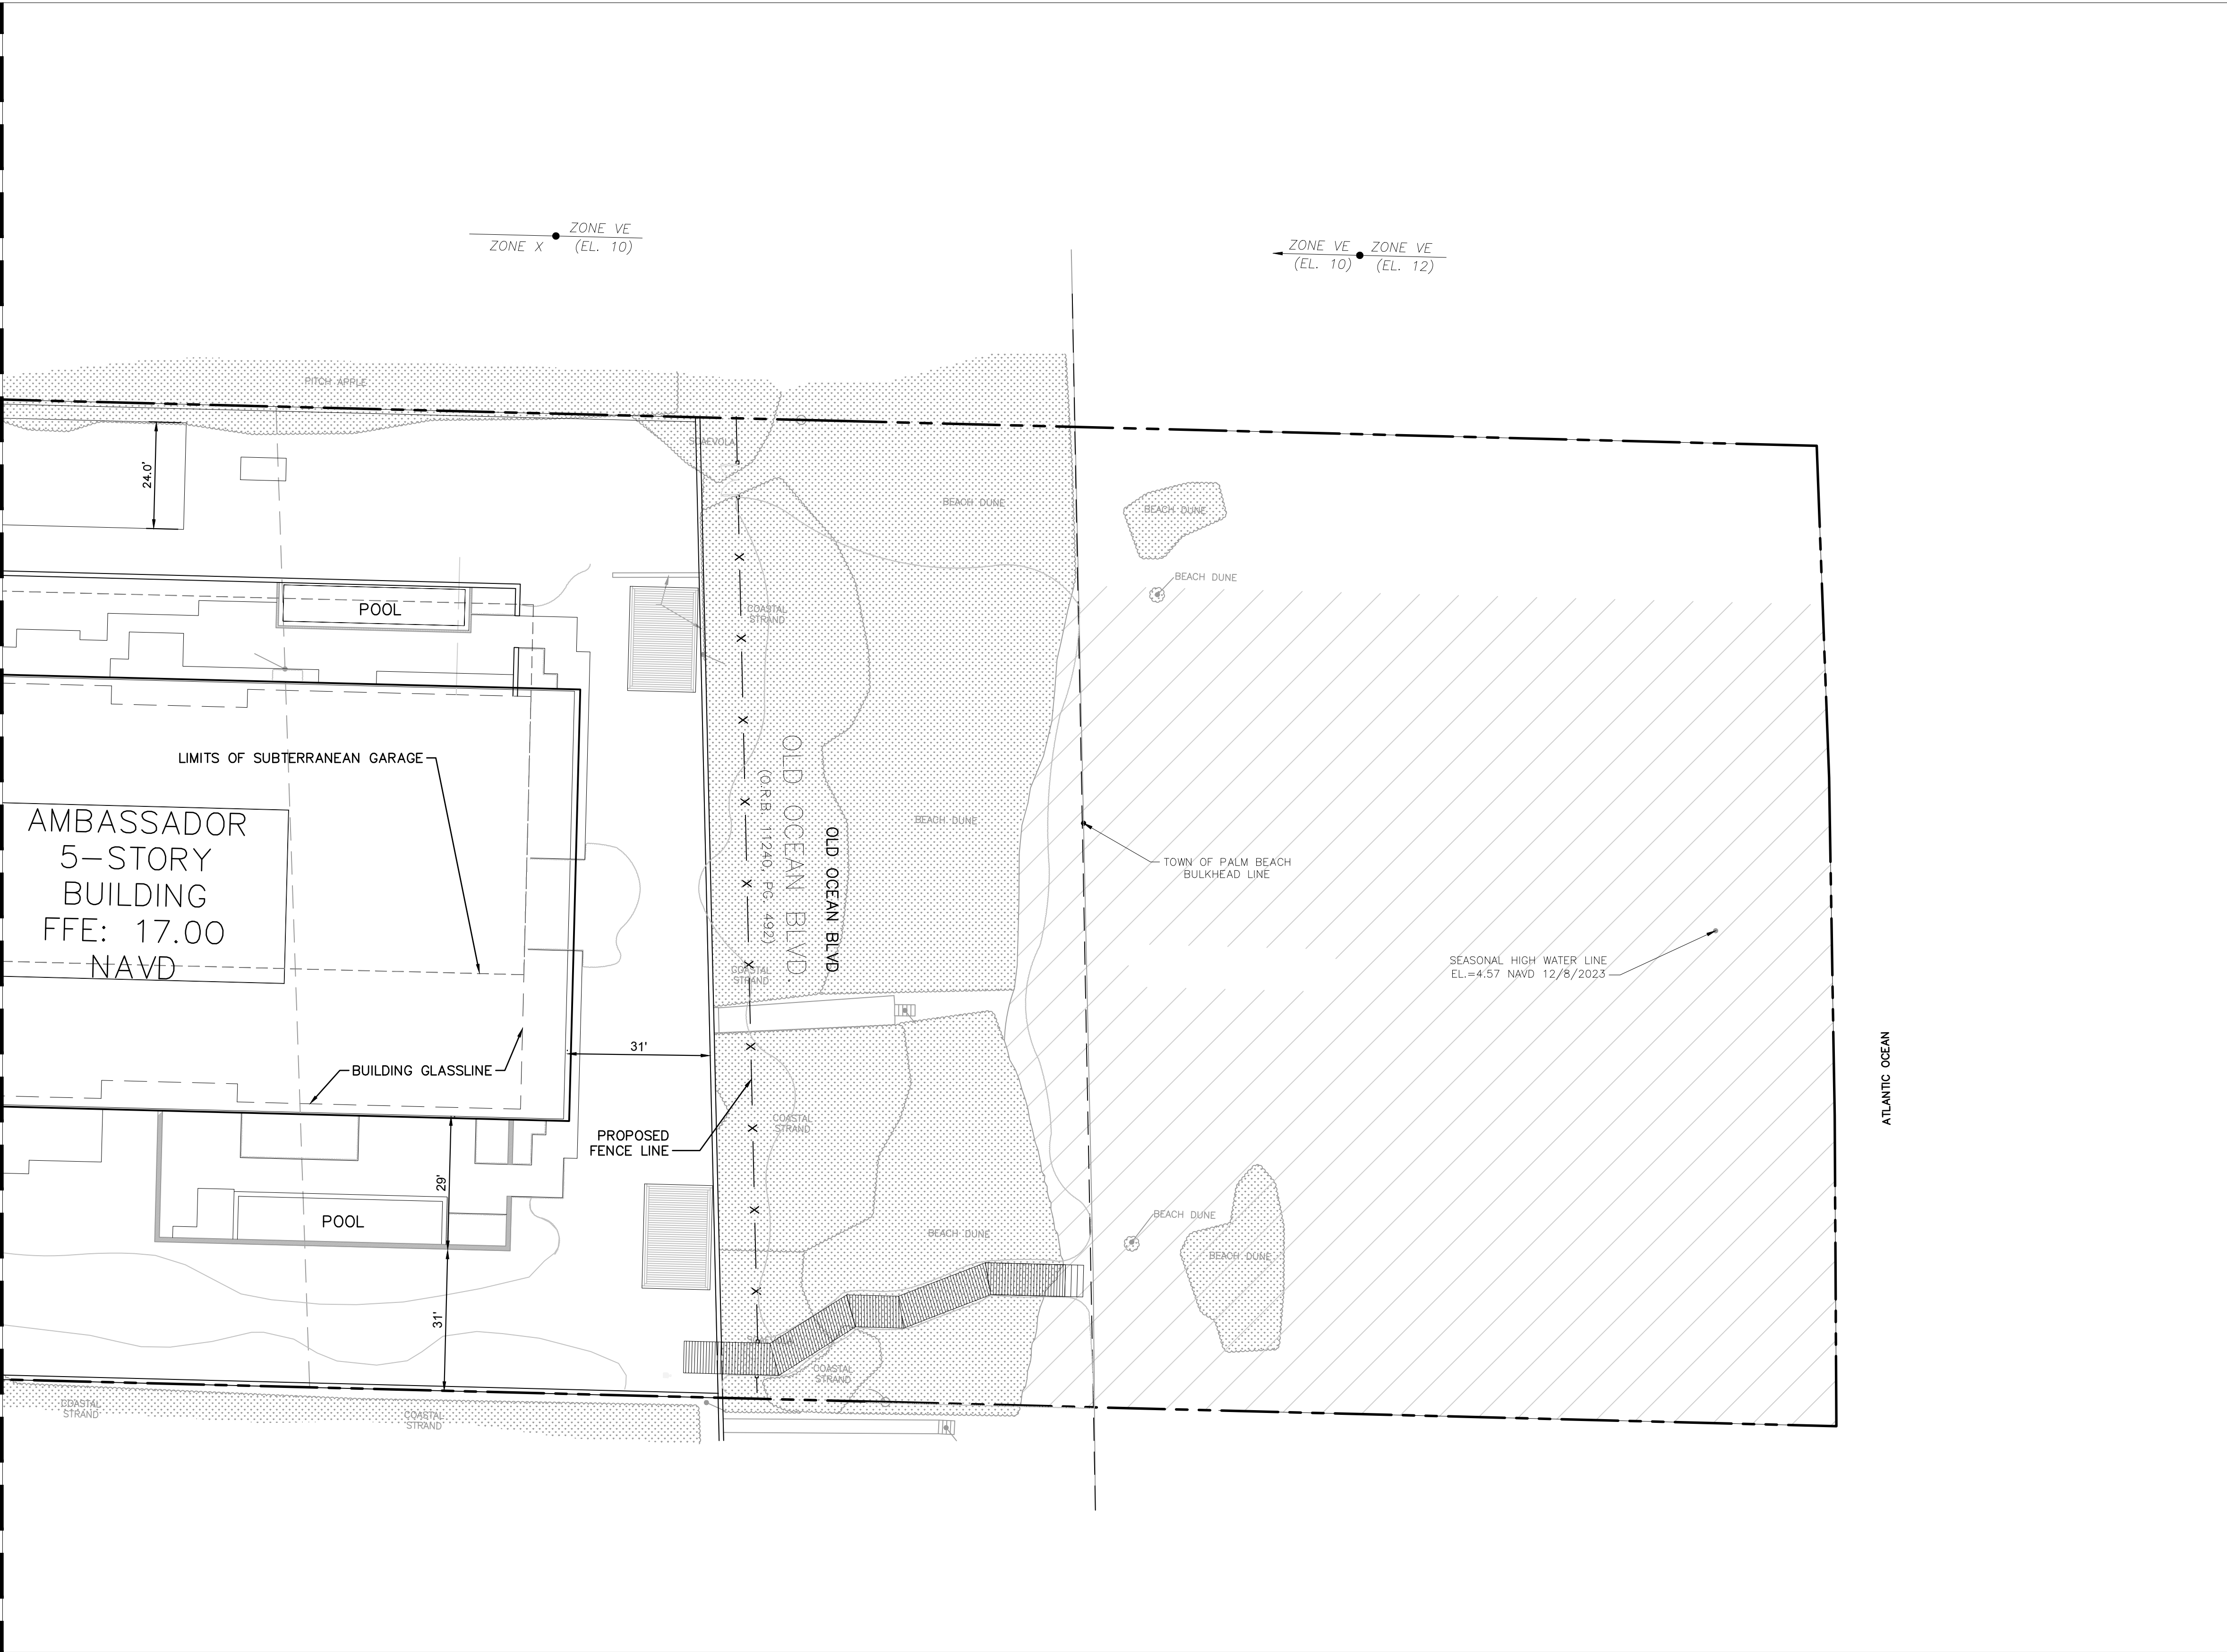 ZONE VE
ZONE X
(EL. 10)
ZONE VE
ZONE VE
(EL. 10)
(EL. 12)
PITCH APPLE
SCAEVOLA
24.0'
BEACH DUNE
BEACH DUNE
BEACH DUNE
POOL
COASTAL
STRAND
LIMITS OF SUBTERRANEAN GARAGE
AMBASSADOR
5-STORY
BUILDING
FFE: 17.00
NAVD
OLD OCEAN BLVD.
(O.R.B. 11240, PG. 492)
OLD OCEAN BLVD
BEACH DUNE
TOWN OF PALM BEACH
BULKHEAD LINE
SEASONAL HIGH WATER LINE
EL.=4.57 NAVD 12/8/2023
COASTAL
STRAND
31'
BUILDING GLASSLINE
ATLANTIC OCEAN
COASTAL
STRAND
PROPOSED
FENCE LINE
29'
POOL
BEACH DUNE
BEACH DUNE
BEACH DUNE
31'
SCAEVOLA
COASTAL
STRAND
COASTAL
STRAND
COASTAL
STRAND